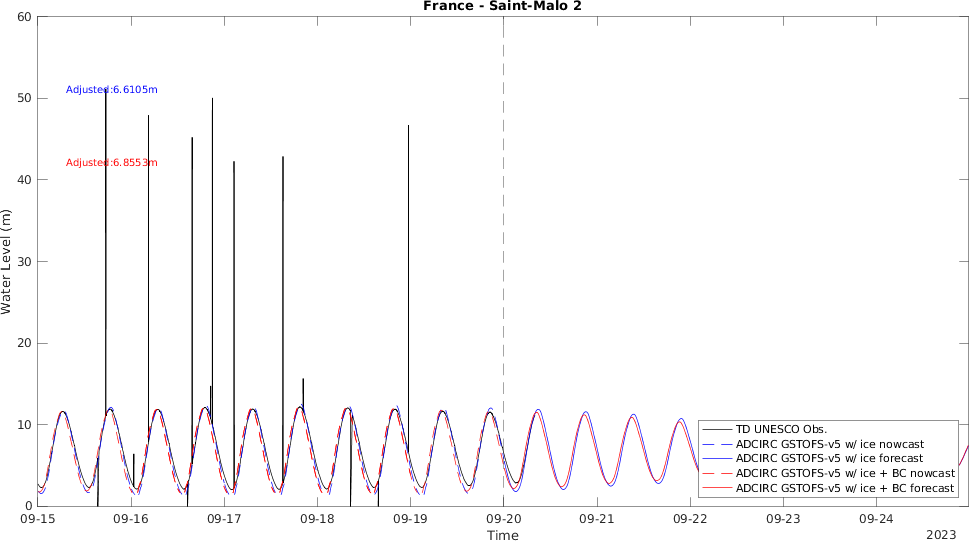 France - Saint-Malo 2
60
50
40
30
20
10
0
Water Level (m)
Adjusted:6.6105m
Adjusted:6.8553m
TD UNESCO Obs.
ADCIRC GSTOFS-v5 w/ ice nowcast
ADCIRC GSTOFS-v5 w/ ice forecast
ADCIRC GSTOFS-v5 w/ ice + BC nowcast
ADCIRC GSTOFS-v5 w/ ice + BC forecast
09-15 09-16 09-17 09-18 09-19 09-20 09-21 09-22 09-23 09-24
Time
2023